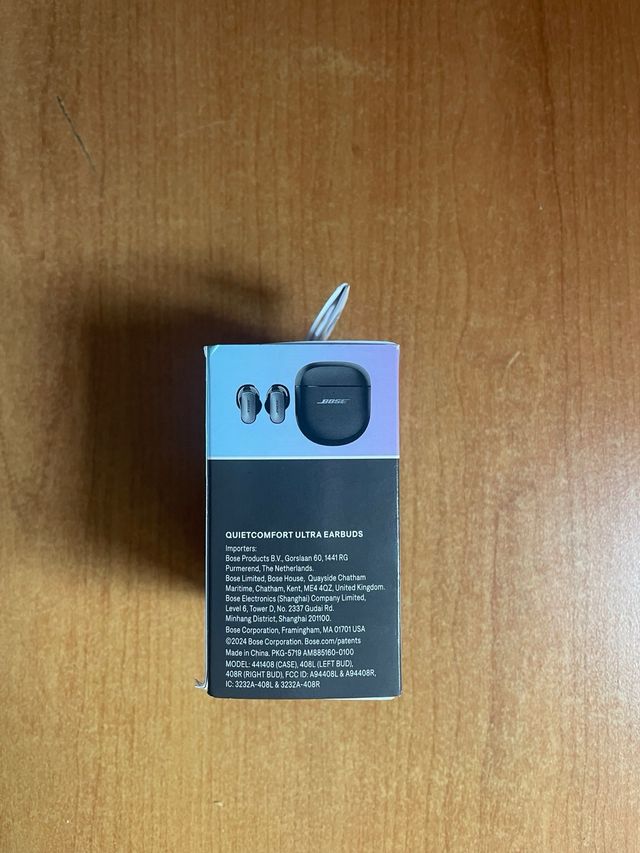 BOSE
QUIETCOMFORT ULTRA EARBUDS
Importers:
Bose Products B.V., Gorslaan 60, 1441 RG
Purmerend, The Netherlands.
Bose Limited, Bose House, Quayside Chatham
Maritime, Chatham, Kent, ME4 4QZ, United Kingdom.
Bose Electronics (Shanghai) Company Limited,
Level 6, Tower D, No. 2337 Gudai Rd.
Minhang District, Shanghai 201100.
Bose Corporation, Framingham, MA 01701 USA
©2024 Bose Corporation. Bose.com/patents
Made in China. PKG-5719 AM885160-0100
MODEL: 441408 (CASE), 408L (LEFT BUD),
408R (RIGHT BUD), FCC ID: A94408L & A94408R,
IC: 3232A-408L & 3232A-408R